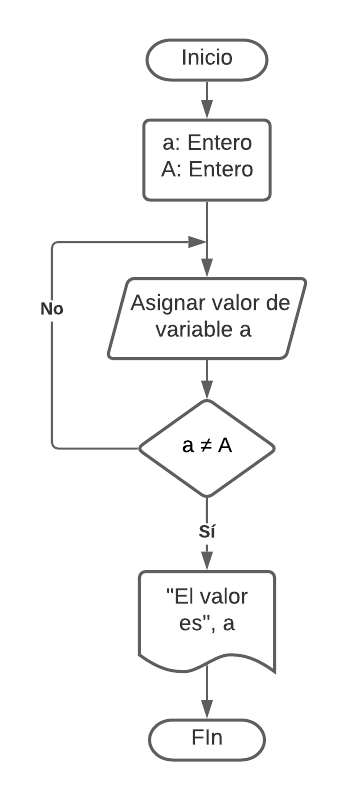 Inicio
a: Entero
A: Entero
Asignar valor de
variable a
No
a ≠ A
Sí
"El valor
es", a
FIn